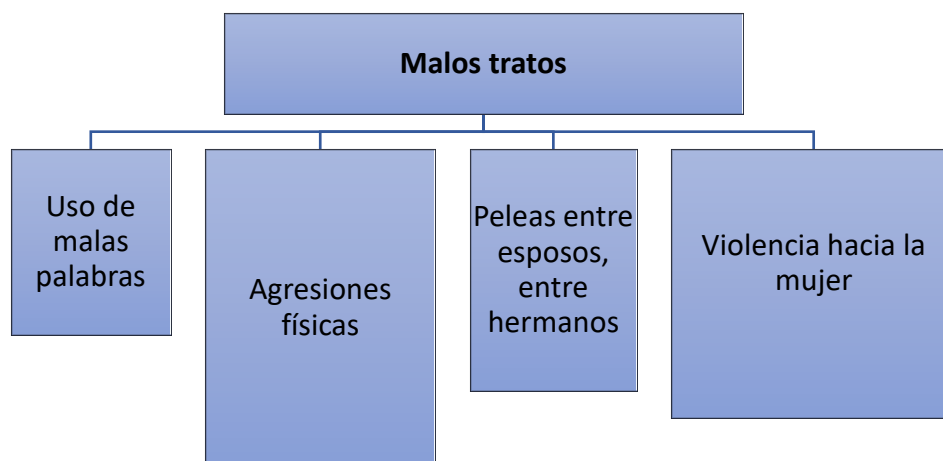 Malos tratos
Uso de
malas
palabras
Agresiones
físicas
Peleas entre
esposos,
entre
hermanos
Violencia hacia la
mujer